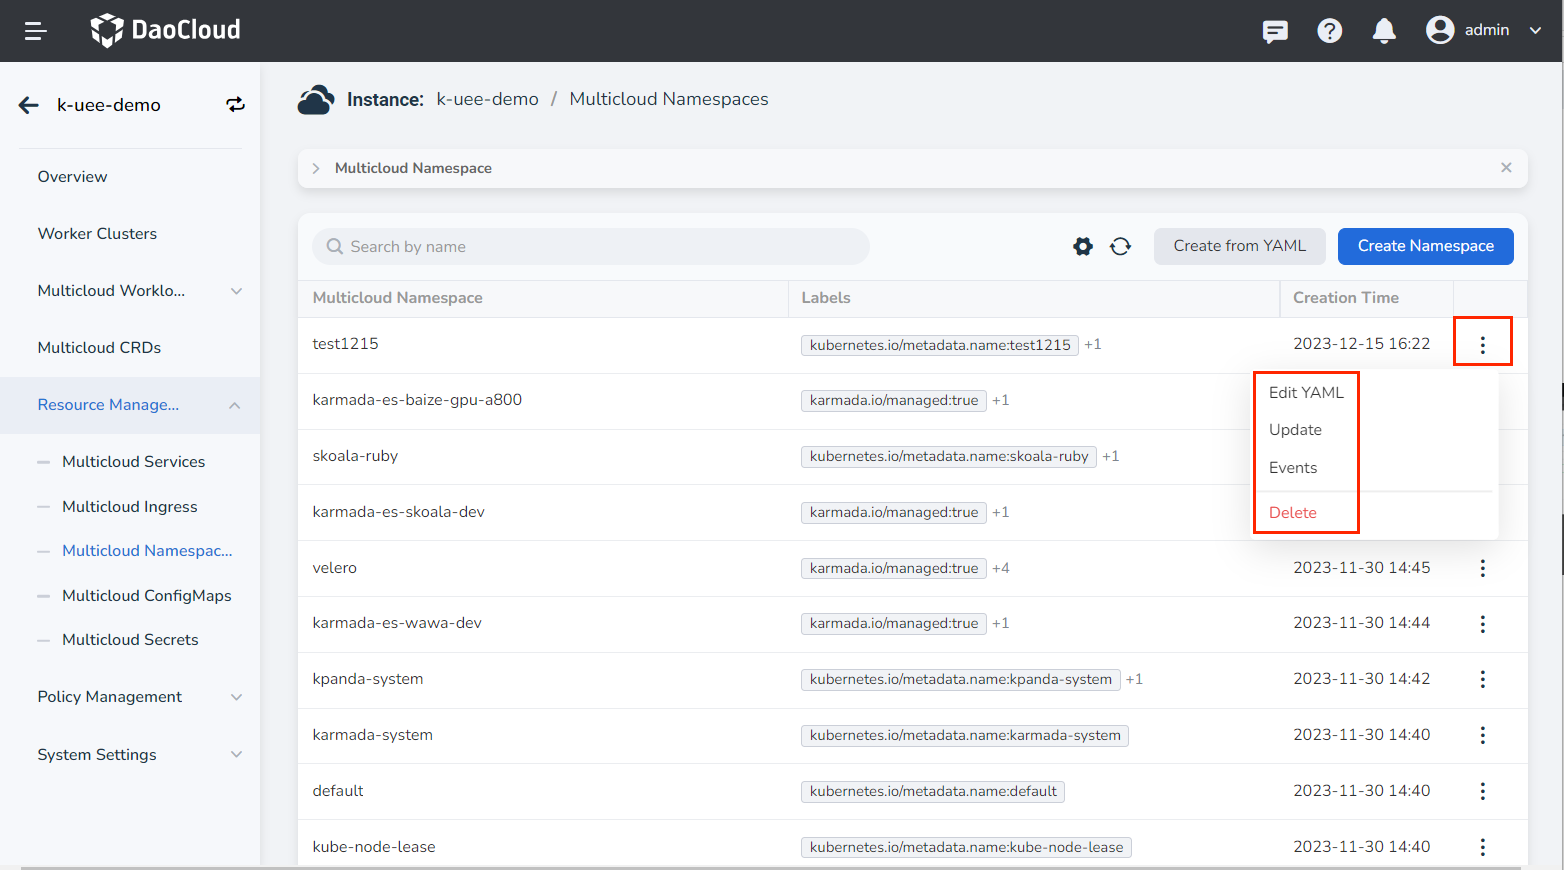 DaoCloud
admin
k-uee-demo
Instance: k-uee-demo / Multicloud Namespaces
Overview
Worker Clusters
Multicloud Worklo...
Multicloud CRDs
Resource Manage...
Multicloud Services
Multicloud Ingress
Multicloud Namespac...
Multicloud ConfigMaps
Multicloud Secrets
Policy Management
System Settings
Multicloud Namespace
Search by name
Create from YAML
Create Namespace
Multicloud Namespace Labels Creation Time
test1215 kubernetes.io/metadata.name:test1215 +1 2023-12-15 16:22
karmada-es-baize-gpu-a800 karmada.io/managed:true +1
skoala-ruby kubernetes.io/metadata.name:skoala-ruby +1
karmada-es-skoala-dev karmada.io/managed:true +1
Edit YAML
Update
Events
Delete
velero karmada.io/managed:true +4 2023-11-30 14:45
karmada-es-wawa-dev karmada.io/managed:true +1 2023-11-30 14:44
kpanda-system kubernetes.io/metadata.name:kpanda-system +1 2023-11-30 14:42
karmada-system kubernetes.io/metadata.name:karmada-system 2023-11-30 14:40
default kubernetes.io/metadata.name:default 2023-11-30 14:40
kube-node-lease kubernetes.io/metadata.name:kube-node-lease 2023-11-30 14:40